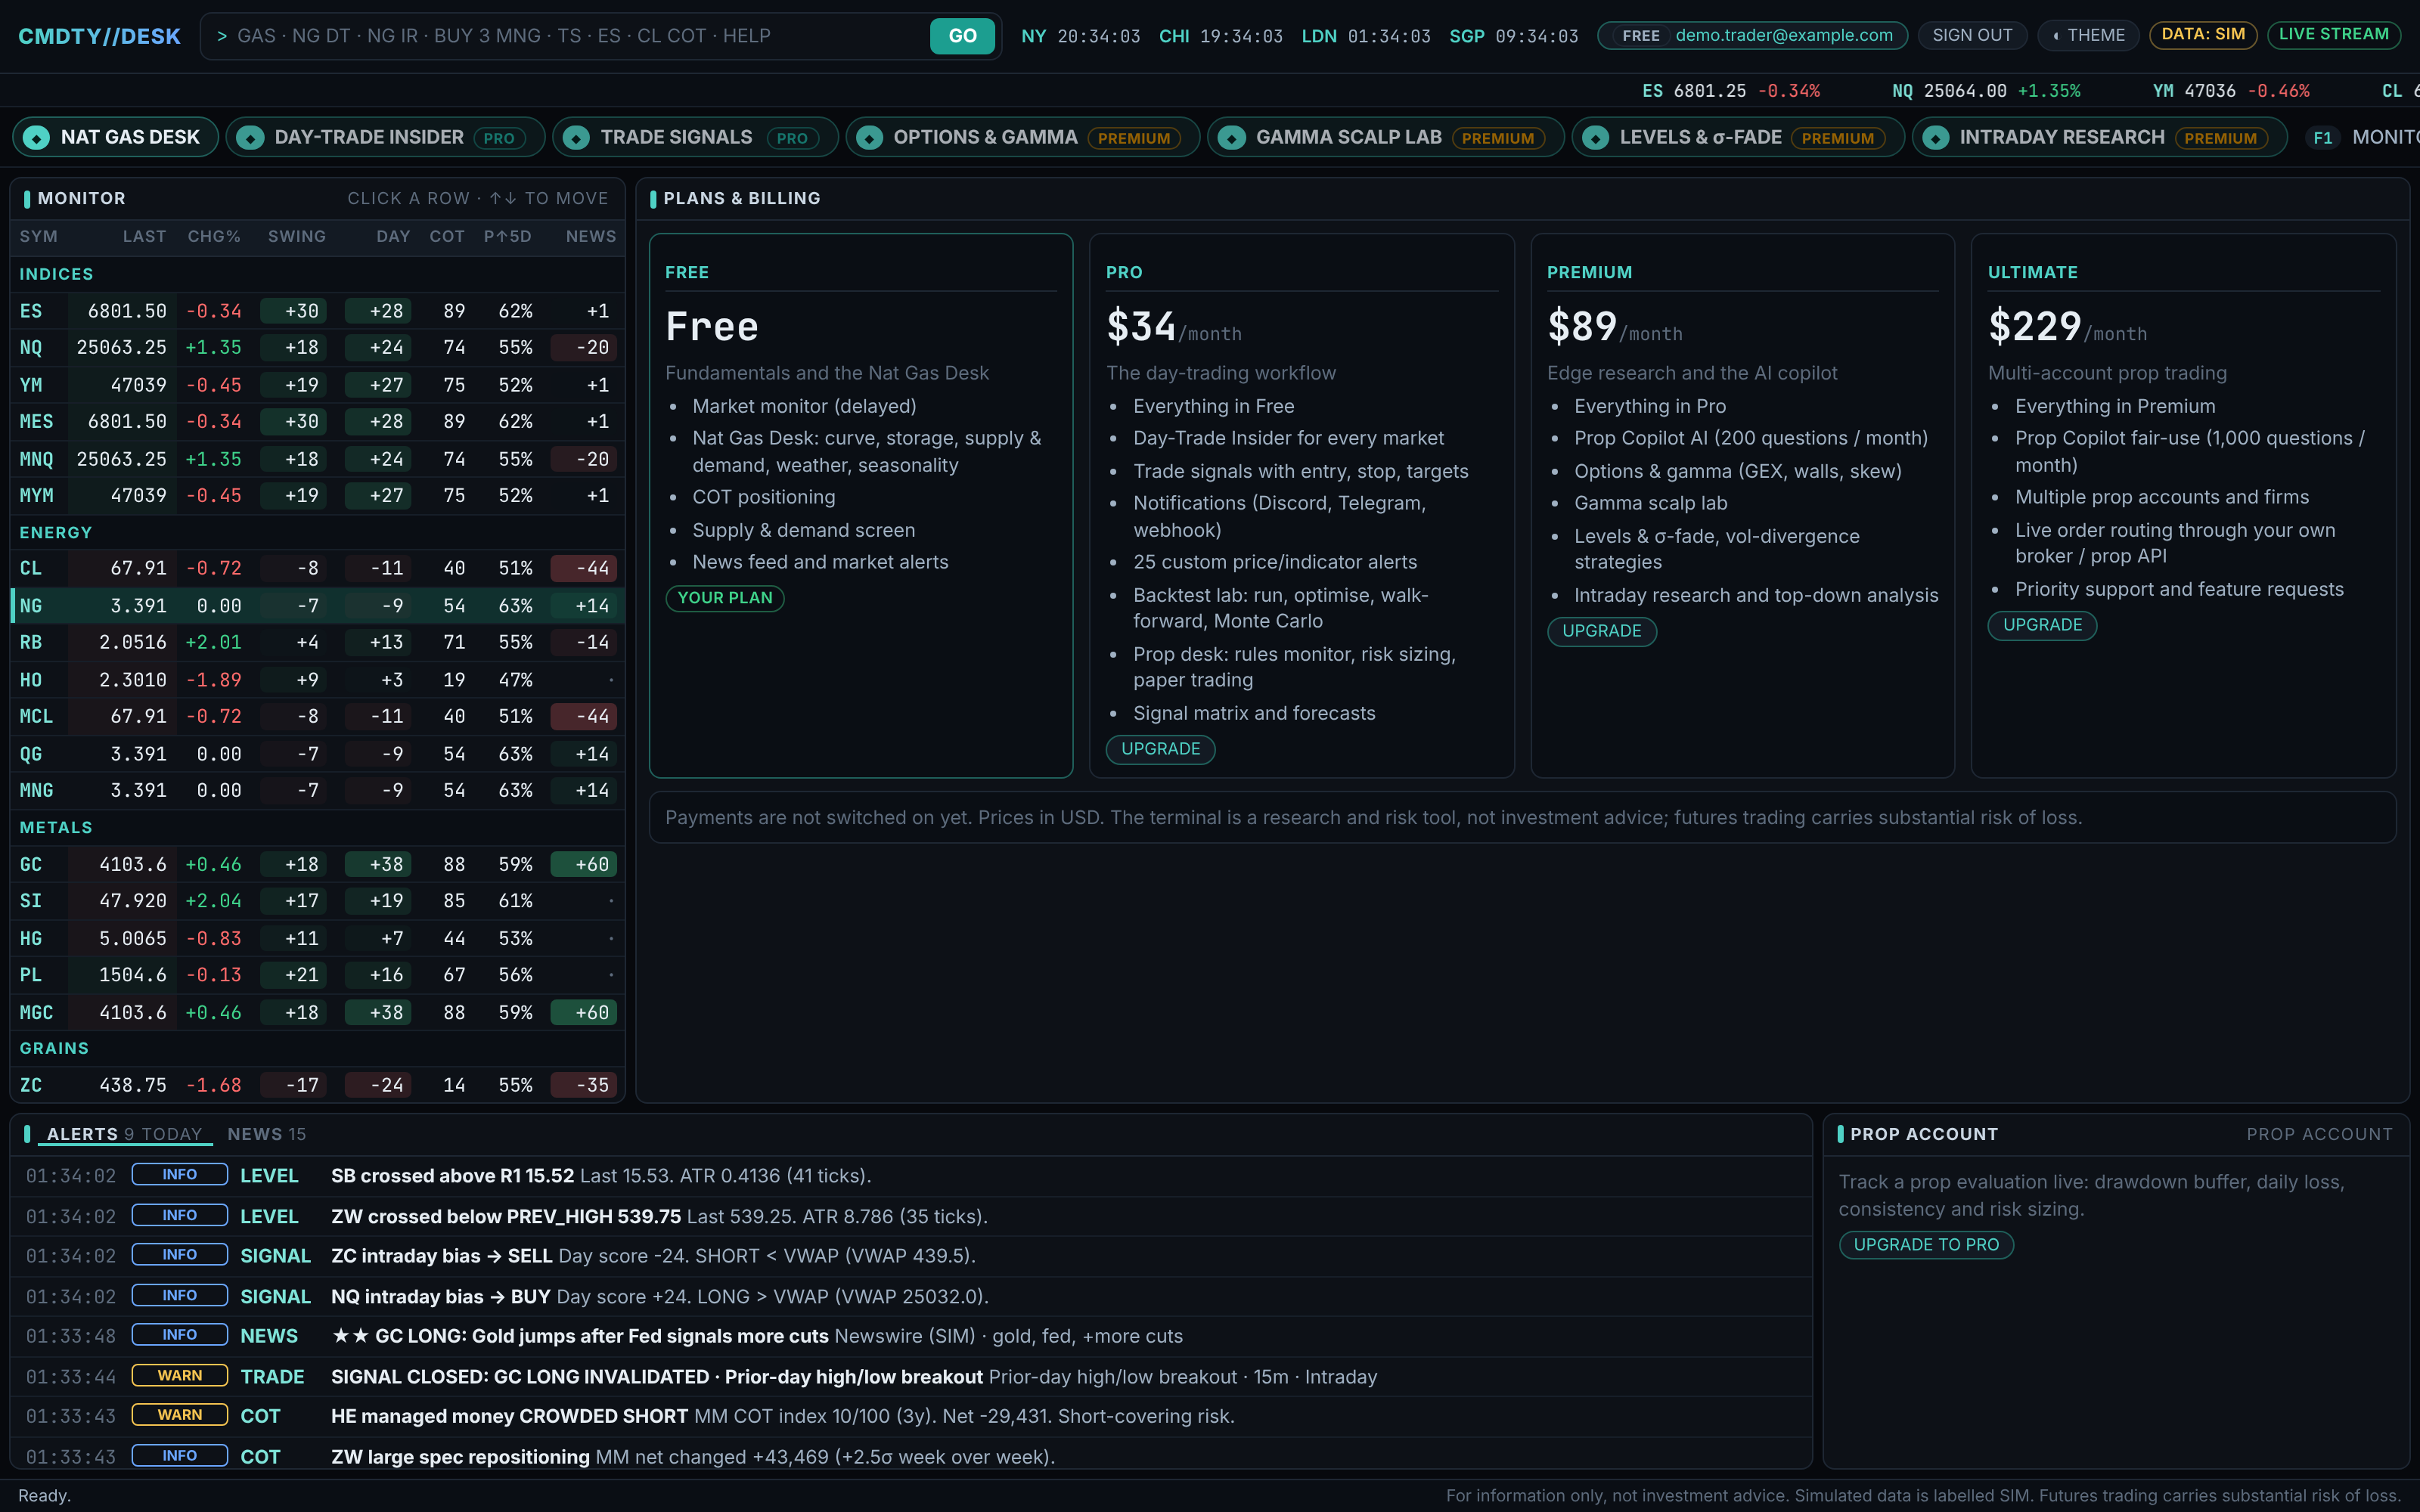 CMDTY//DESK
> GAS · NG DT · NG IR · BUY 3 MNG · TS · ES · CL COT · HELP
GO
NY 20:34:03 CHI 19:34:03 LDN 01:34:03 SGP 09:34:03
FREE demo.trader@example.com
SIGN OUT
THEME
DATA: SIM
LIVE STREAM
ES 6801.25 -0.34% NQ 25064.00 +1.35% YM 47036 -0.46% CL
NAT GAS DESK
DAY-TRADE INSIDER PRO
TRADE SIGNALS PRO
OPTIONS & GAMMA PREMIUM
GAMMA SCALP LAB PREMIUM
LEVELS & σ-FADE PREMIUM
INTRADAY RESEARCH PREMIUM
F1
MONITOR CLICK A ROW · ↑↓ TO MOVE
SYM LAST CHG% SWING DAY COT P↑5D NEWS
INDICES
ES 6801.50 -0.34 +30 +28 89 62% +1
NQ 25063.25 +1.35 +18 +24 74 55% -20
YM 47039 -0.45 +19 +27 75 52% +1
MES 6801.50 -0.34 +30 +28 89 62% +1
MNQ 25063.25 +1.35 +18 +24 74 55% -20
MYM 47039 -0.45 +19 +27 75 52% +1
ENERGY
CL 67.91 -0.72 -8 -11 40 51% -44
NG 3.391 0.00 -7 -9 54 63% +14
RB 2.0516 +2.01 +4 +13 71 55% -14
HO 2.3010 -1.89 +9 +3 19 47% ·
MCL 67.91 -0.72 -8 -11 40 51% -44
QG 3.391 0.00 -7 -9 54 63% +14
MNG 3.391 0.00 -7 -9 54 63% +14
METALS
GC 4103.6 +0.46 +18 +38 88 59% +60
SI 47.920 +2.04 +17 +19 85 61% ·
HG 5.0065 -0.83 +11 +7 44 53% ·
PL 1504.6 -0.13 +21 +16 67 56% ·
MGC 4103.6 +0.46 +18 +38 88 59% +60
GRAINS
ZC 438.75 -1.68 -17 -24 14 55% -35
PLANS & BILLING
FREE
Free
Fundamentals and the Nat Gas Desk
• Market monitor (delayed)
• Nat Gas Desk: curve, storage, supply &
demand, weather, seasonality
• COT positioning
• Supply & demand screen
• News feed and market alerts
YOUR PLAN
PRO
$34/month
The day-trading workflow
• Everything in Free
• Day-Trade Insider for every market
• Trade signals with entry, stop, targets
• Notifications (Discord, Telegram,
webhook)
• 25 custom price/indicator alerts
• Backtest lab: run, optimise, walk-
forward, Monte Carlo
• Prop desk: rules monitor, risk sizing,
paper trading
• Signal matrix and forecasts
UPGRADE
PREMIUM
$89/month
Edge research and the AI copilot
• Everything in Pro
• Prop Copilot AI (200 questions / month)
• Options & gamma (GEX, walls, skew)
• Gamma scalp lab
• Levels & σ-fade, vol-divergence
strategies
• Intraday research and top-down analysis
UPGRADE
ULTIMATE
$229/month
Multi-account prop trading
• Everything in Premium
• Prop Copilot fair-use (1,000 questions /
month)
• Multiple prop accounts and firms
• Live order routing through your own
broker / prop API
• Priority support and feature requests
UPGRADE
Payments are not switched on yet. Prices in USD. The terminal is a research and risk tool, not investment advice; futures trading carries substantial risk of loss.
ALERTS 9 TODAY NEWS 15
01:34:02 INFO LEVEL SB crossed above R1 15.52 Last 15.53. ATR 0.4136 (41 ticks).
01:34:02 INFO LEVEL ZW crossed below PREV_HIGH 539.75 Last 539.25. ATR 8.786 (35 ticks).
01:34:02 INFO SIGNAL ZC intraday bias → SELL Day score -24. SHORT < VWAP (VWAP 439.5).
01:34:02 INFO SIGNAL NQ intraday bias → BUY Day score +24. LONG > VWAP (VWAP 25032.0).
01:33:48 INFO NEWS ★★ GC LONG: Gold jumps after Fed signals more cuts Newswire (SIM) · gold, fed, +more cuts
01:33:44 WARN TRADE SIGNAL CLOSED: GC LONG INVALIDATED · Prior-day high/low breakout Prior-day high/low breakout · 15m · Intraday
01:33:43 WARN COT HE managed money CROWDED SHORT MM COT index 10/100 (3y). Net -29,431. Short-covering risk.
01:33:43 INFO COT ZW large spec repositioning MM net changed +43,469 (+2.5σ week over week).
PROP ACCOUNT PROP ACCOUNT
Track a prop evaluation live: drawdown buffer, daily loss,
consistency and risk sizing.
UPGRADE TO PRO
Ready.
For information only, not investment advice. Simulated data is labelled SIM. Futures trading carries substantial risk of loss.